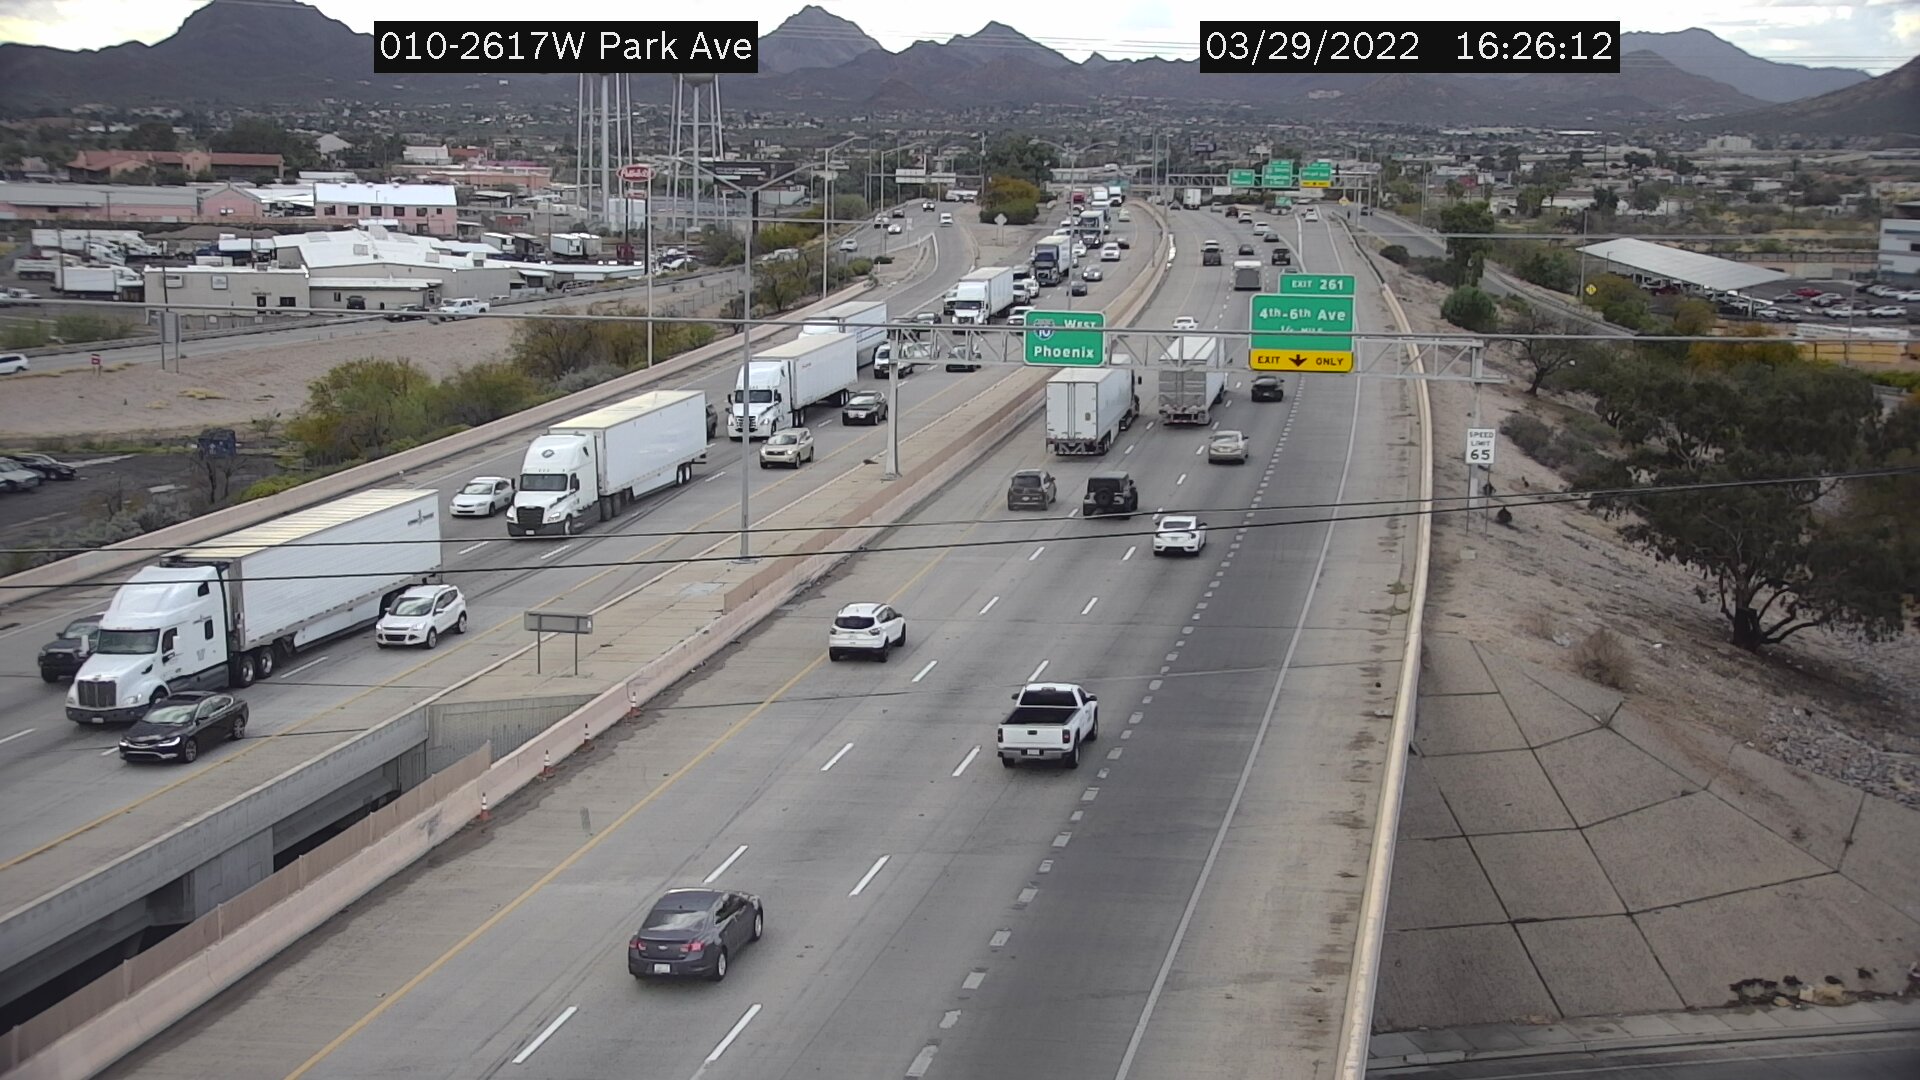 010-2617W Park Ave
03/29/2022 16:26:12
EXIT 261
4th-6th Ave
EXIT ONLY
10 WEST
Phoenix
SPEED
LIMIT
65